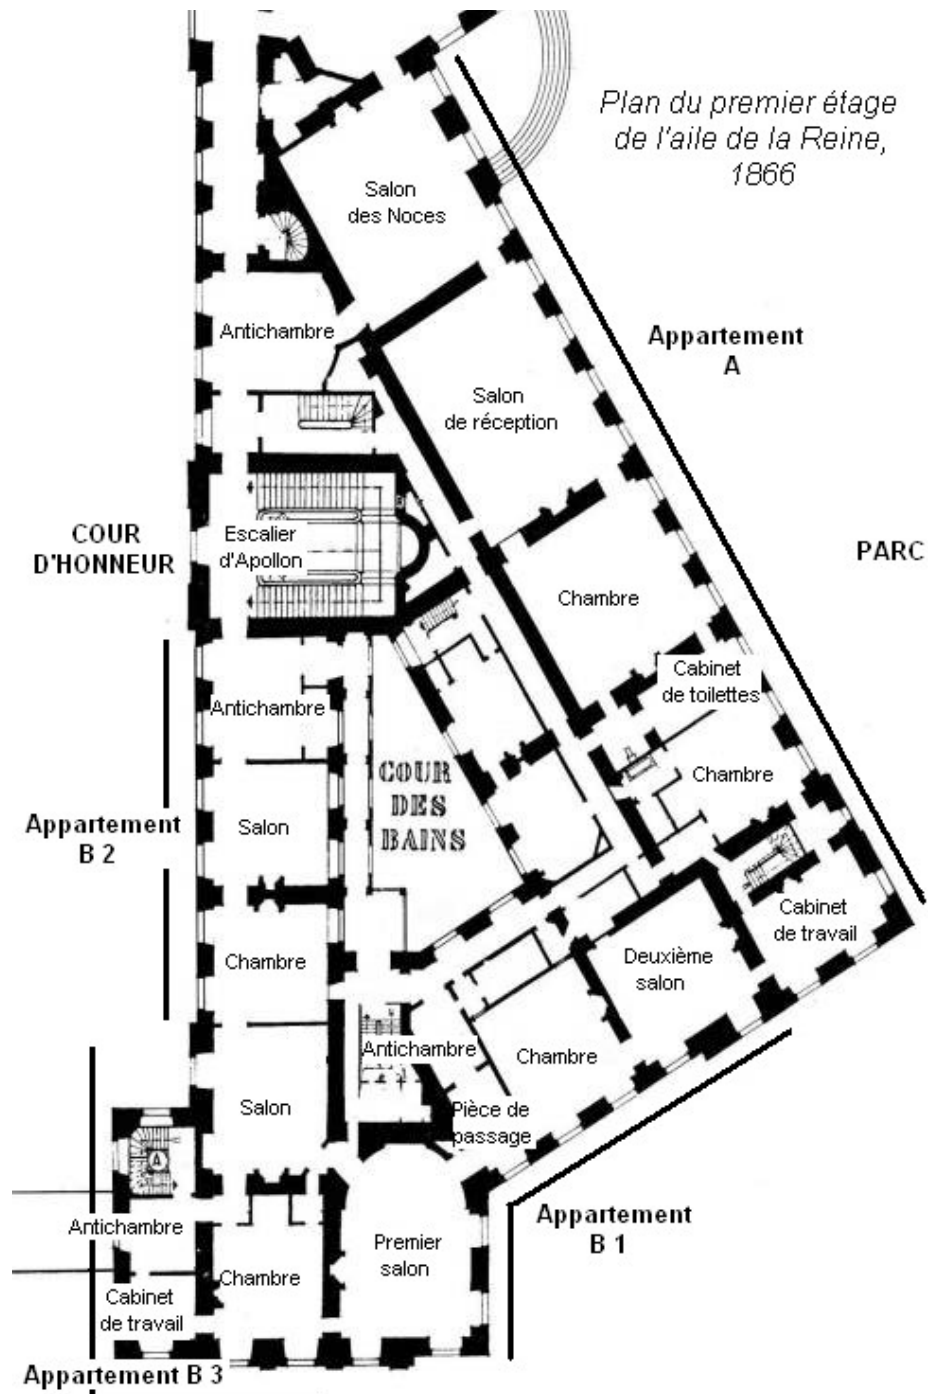 Plan du premier étage
de l'aile de la Reine,
1866
Salon
des Noces
Antichambre
Appartement
A
Salon
de réception
COUR
D'HONNEUR
Escalier
d'Apollon
PARC
Chambre
Cabinet
de toilettes
Antichambre
COUR
DES
BAINS
Chambre
Appartement
B 2
Salon
Cabinet
de travail
Chambre
Deuxième
salon
Antichambre
Chambre
Salon
Pièce de
passage
A
Antichambre
Appartement
B 1
Premier
salon
Chambre
Cabinet
de travail
Appartement B 3